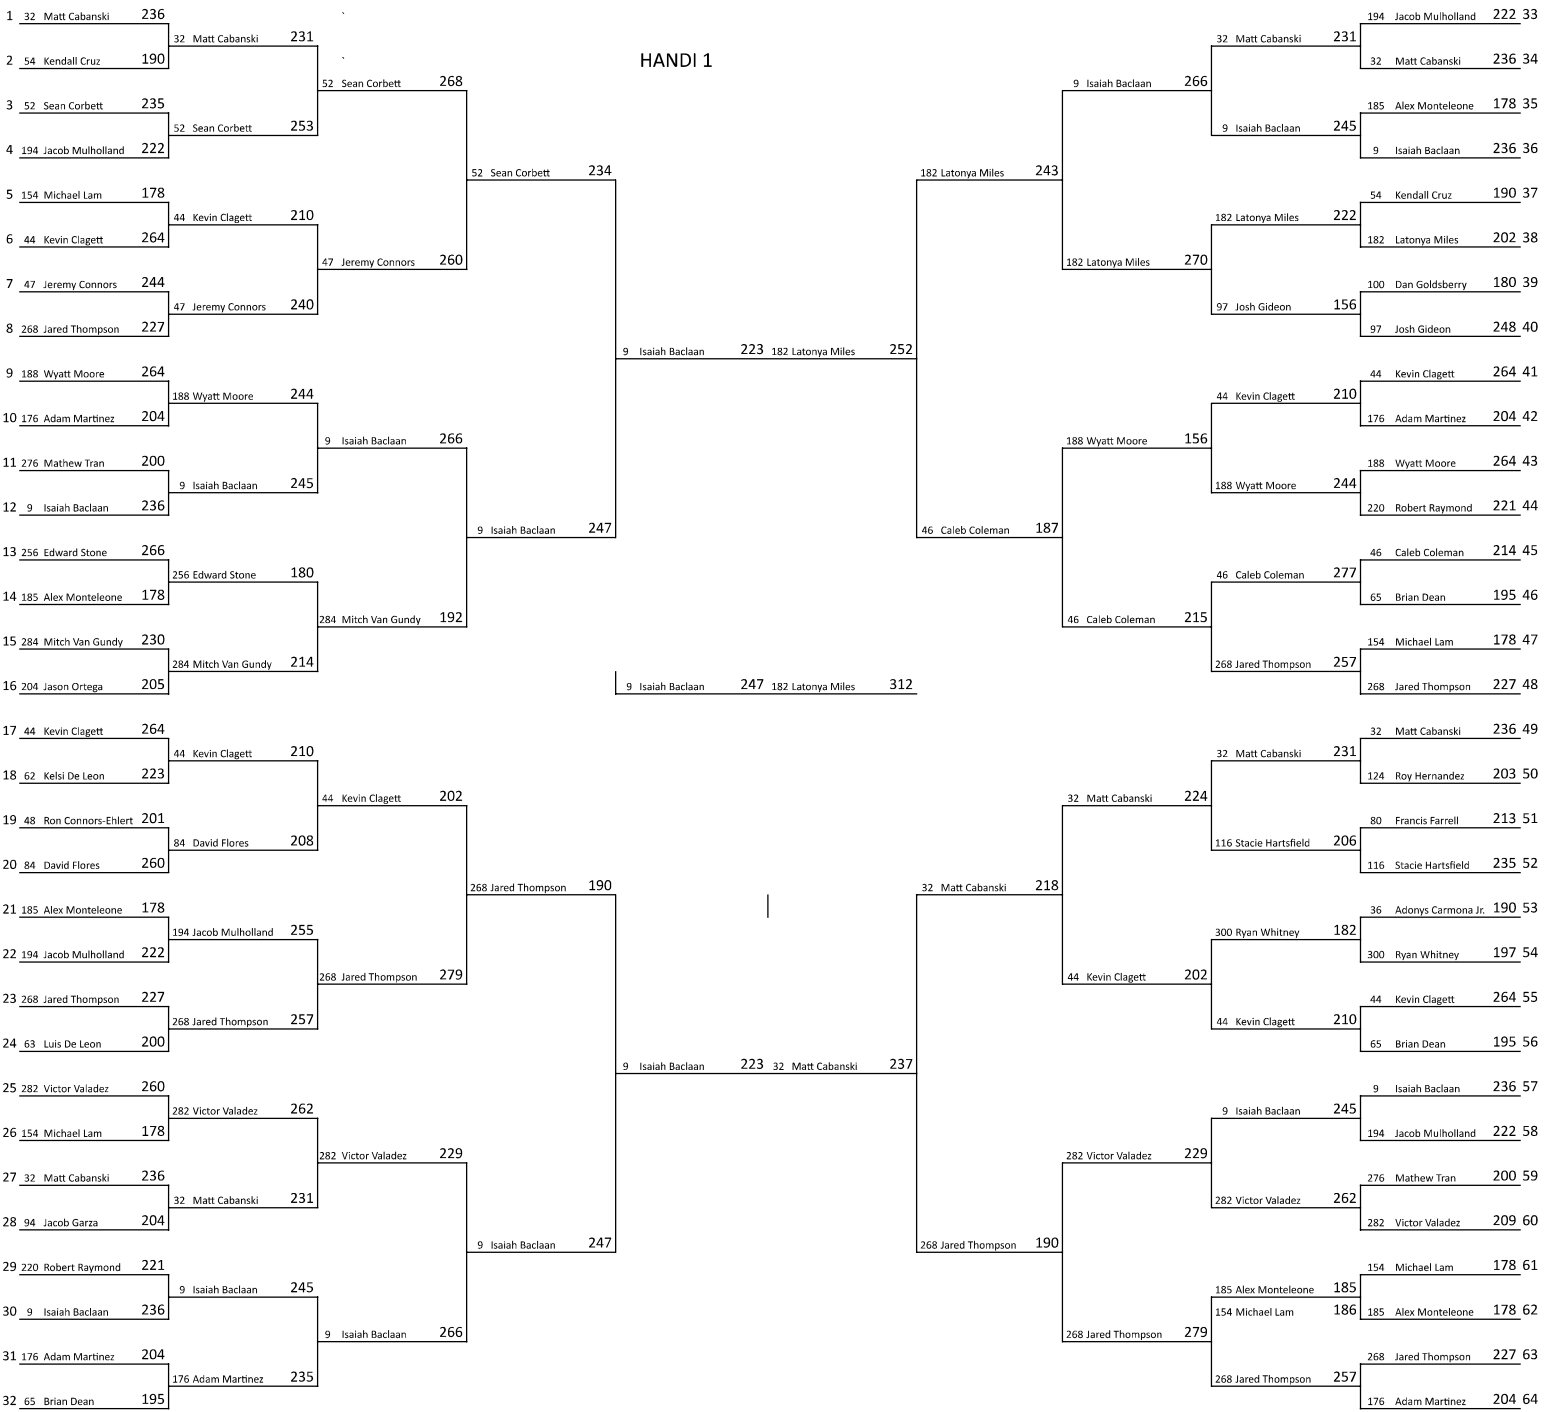 HANDI 1
1 32 Matt Cabanski 236
2 54 Kendall Cruz 190
3 52 Sean Corbett 235
4 194 Jacob Mulholland 222
5 154 Michael Lam 178
6 44 Kevin Clagett 264
7 47 Jeremy Connors 244
8 268 Jared Thompson 227
9 188 Wyatt Moore 264
10 176 Adam Martinez 204
11 276 Mathew Tran 200
12 9 Isaiah Baclaan 236
13 256 Edward Stone 266
14 185 Alex Monteleone 178
15 284 Mitch Van Gundy 230
16 204 Jason Ortega 205
17 44 Kevin Clagett 264
18 62 Kelsi De Leon 223
19 48 Ron Connors-Ehlert 201
20 84 David Flores 260
21 185 Alex Monteleone 178
22 194 Jacob Mulholland 222
23 268 Jared Thompson 227
24 63 Luis De Leon 200
25 282 Victor Valadez 260
26 154 Michael Lam 178
27 32 Matt Cabanski 236
28 94 Jacob Garza 204
29 220 Robert Raymond 221
30 9 Isaiah Baclaan 236
31 176 Adam Martinez 204
32 65 Brian Dean 195
32 Matt Cabanski 231
52 Sean Corbett 253
44 Kevin Clagett 210
47 Jeremy Connors 240
188 Wyatt Moore 244
9 Isaiah Baclaan 245
256 Edward Stone 180
284 Mitch Van Gundy 214
44 Kevin Clagett 210
84 David Flores 208
194 Jacob Mulholland 255
268 Jared Thompson 257
282 Victor Valadez 262
32 Matt Cabanski 231
9 Isaiah Baclaan 245
176 Adam Martinez 235
52 Sean Corbett 268
47 Jeremy Connors 260
9 Isaiah Baclaan 266
284 Mitch Van Gundy 192
44 Kevin Clagett 202
268 Jared Thompson 279
282 Victor Valadez 229
9 Isaiah Baclaan 266
52 Sean Corbett 234
9 Isaiah Baclaan 247
268 Jared Thompson 190
9 Isaiah Baclaan 247
9 Isaiah Baclaan 223 182 Latonya Miles 252
9 Isaiah Baclaan 247 182 Latonya Miles 312
9 Isaiah Baclaan 223 32 Matt Cabanski 237
182 Latonya Miles 243
46 Caleb Coleman 187
32 Matt Cabanski 218
268 Jared Thompson 190
9 Isaiah Baclaan 266
182 Latonya Miles 270
188 Wyatt Moore 156
46 Caleb Coleman 215
32 Matt Cabanski 224
44 Kevin Clagett 202
282 Victor Valadez 229
268 Jared Thompson 279
32 Matt Cabanski 231
9 Isaiah Baclaan 245
182 Latonya Miles 222
97 Josh Gideon 156
44 Kevin Clagett 210
188 Wyatt Moore 244
46 Caleb Coleman 277
268 Jared Thompson 257
32 Matt Cabanski 231
116 Stacie Hartsfield 206
300 Ryan Whitney 182
44 Kevin Clagett 210
9 Isaiah Baclaan 245
282 Victor Valadez 262
185 Alex Monteleone 185
154 Michael Lam 186
268 Jared Thompson 257
194 Jacob Mulholland 222 33
32 Matt Cabanski 236 34
185 Alex Monteleone 178 35
9 Isaiah Baclaan 236 36
54 Kendall Cruz 190 37
182 Latonya Miles 202 38
100 Dan Goldsberry 180 39
97 Josh Gideon 248 40
44 Kevin Clagett 264 41
176 Adam Martinez 204 42
188 Wyatt Moore 264 43
220 Robert Raymond 221 44
46 Caleb Coleman 214 45
65 Brian Dean 195 46
154 Michael Lam 178 47
268 Jared Thompson 227 48
32 Matt Cabanski 236 49
124 Roy Hernandez 203 50
80 Francis Farrell 213 51
116 Stacie Hartsfield 235 52
36 Adonys Carmona Jr. 190 53
300 Ryan Whitney 197 54
44 Kevin Clagett 264 55
65 Brian Dean 195 56
9 Isaiah Baclaan 236 57
194 Jacob Mulholland 222 58
276 Mathew Tran 200 59
282 Victor Valadez 209 60
154 Michael Lam 178 61
185 Alex Monteleone 178 62
268 Jared Thompson 227 63
176 Adam Martinez 204 64